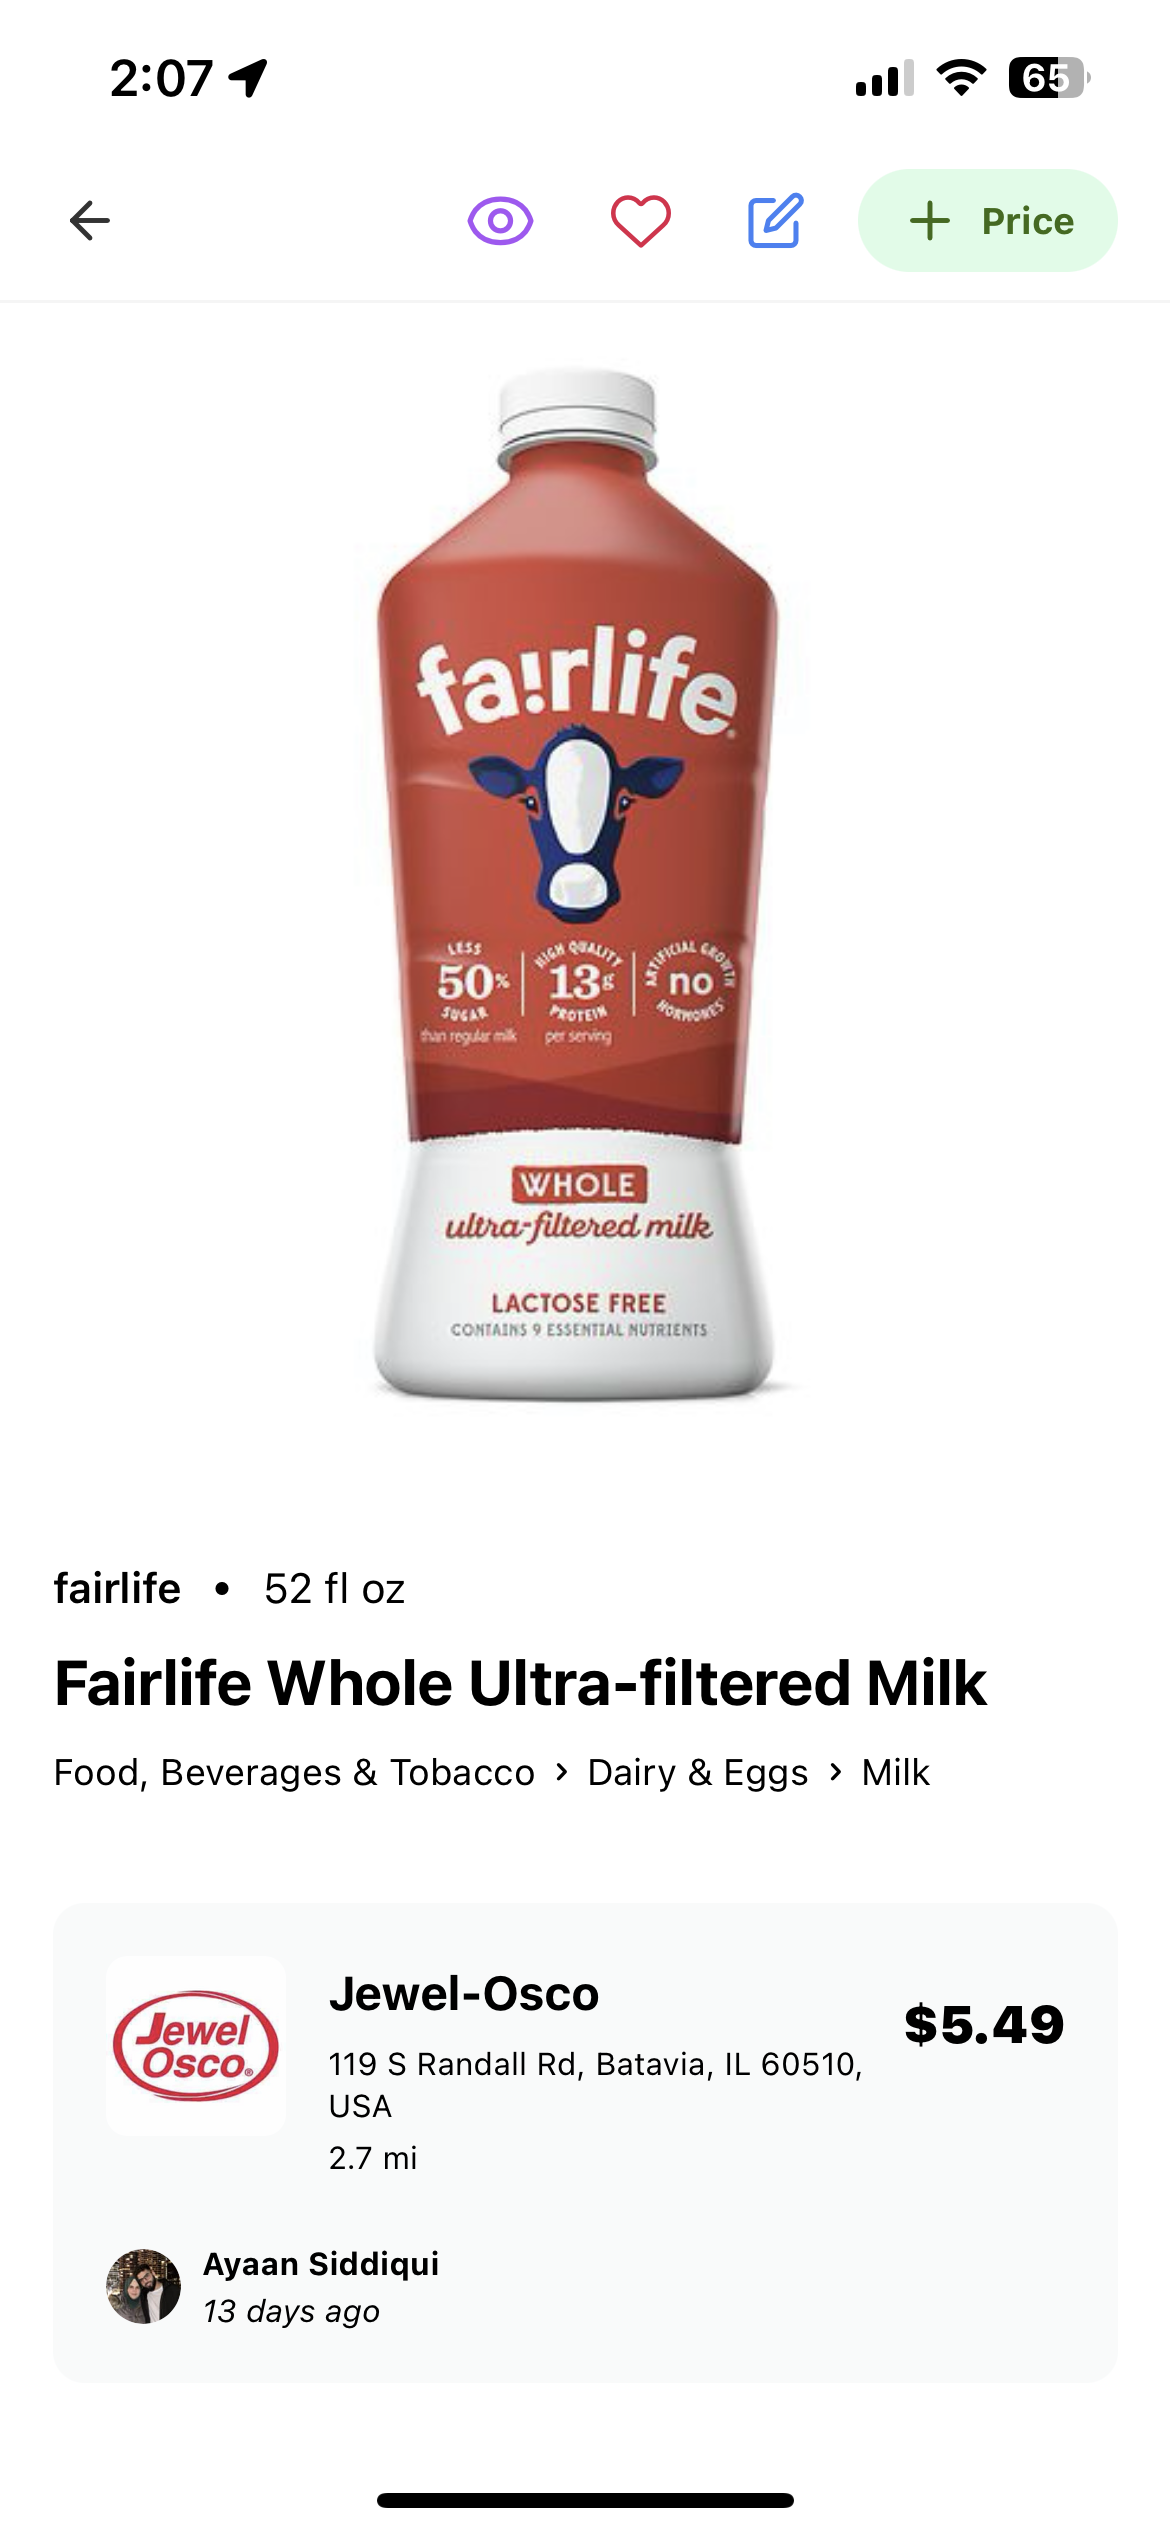 2:07
65
Price
fa!rlife®
LESS
50%
SUGAR
than regular milk
HIGH QUALITY
13g
PROTEIN
per serving
ARTIFICIAL GROWTH
no
HORMONES
WHOLE
ultra-filtered milk
LACTOSE FREE
CONTAINS 9 ESSENTIAL NUTRIENTS
fairlife • 52 fl oz
Fairlife Whole Ultra-filtered Milk
Food, Beverages & Tobacco › Dairy & Eggs › Milk
Jewel
Osco®
Jewel-Osco
$5.49
119 S Randall Rd, Batavia, IL 60510,
USA
2.7 mi
Ayaan Siddiqui
13 days ago